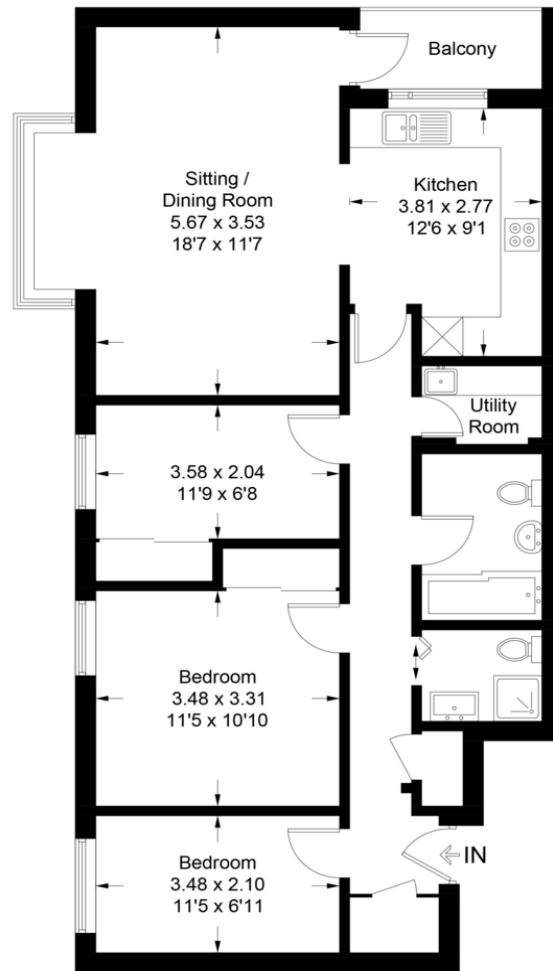 Balcony
Sitting /
Dining Room
5.67 x 3.53
18'7 x 11'7
Kitchen
3.81 x 2.77
12'6 x 9'1
Utility
Room
3.58 x 2.04
11'9 x 6'8
Bedroom
3.48 x 3.31
11'5 x 10'10
Bedroom
3.48 x 2.10
11'5 x 6'11
IN